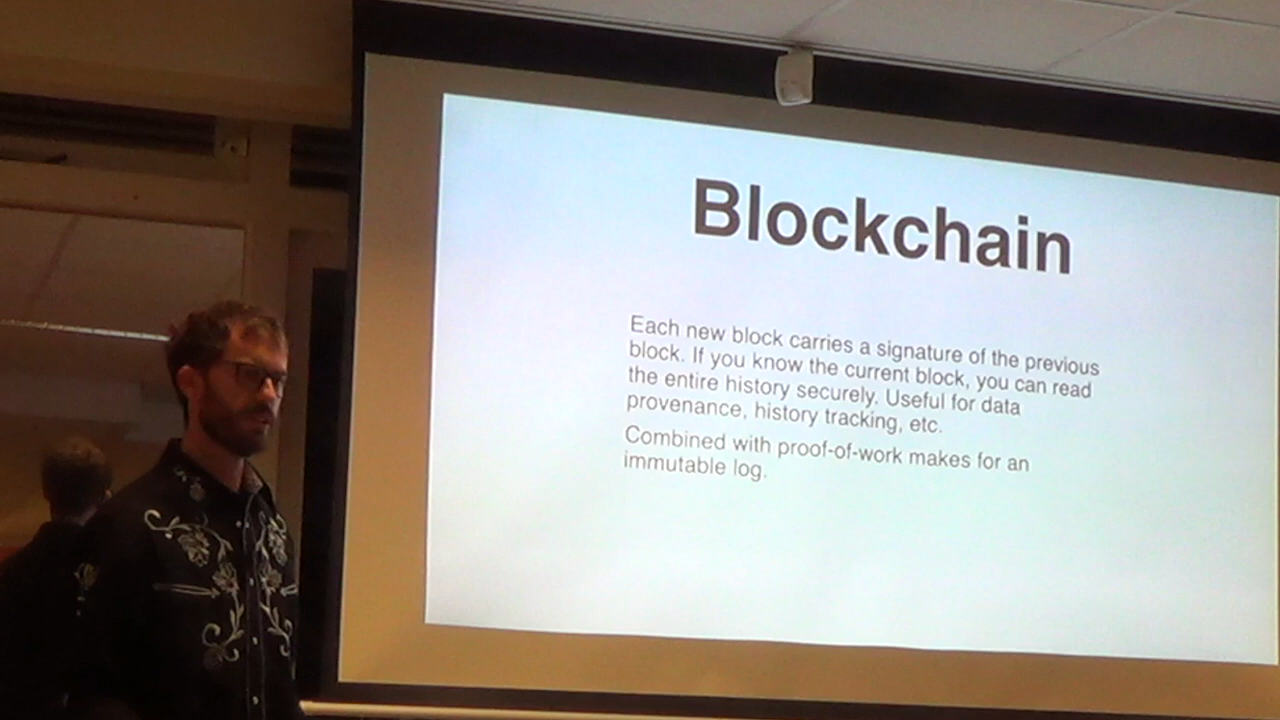 Blockchain
Each new block carries a signature of the previous
block. If you know the current block, you can read
the entire history securely. Useful for data
provenance, history tracking, etc.
Combined with proof-of-work makes for an
immutable log.